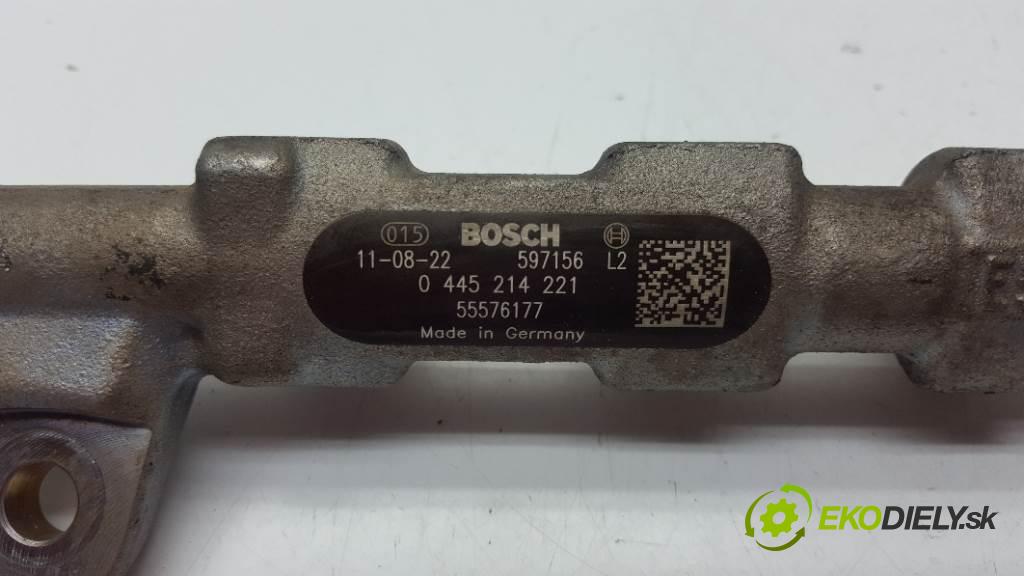 015 BOSCH
11-08-22 597156 L2
0 445 214 221
55576177
Made in Germany
EKODIELY.sk